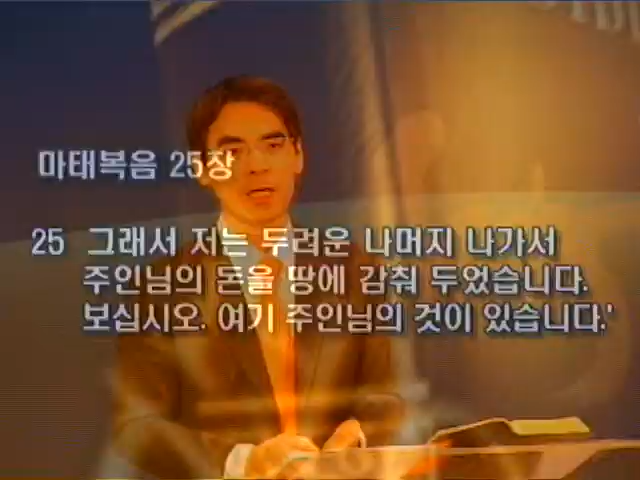 마태복음 25장
25 그래서 저는 두려운 나머지 나가서
주인님의 돈을 땅에 감춰 두었습니다.
보십시오. 여기 주인님의 것이 있습니다.'